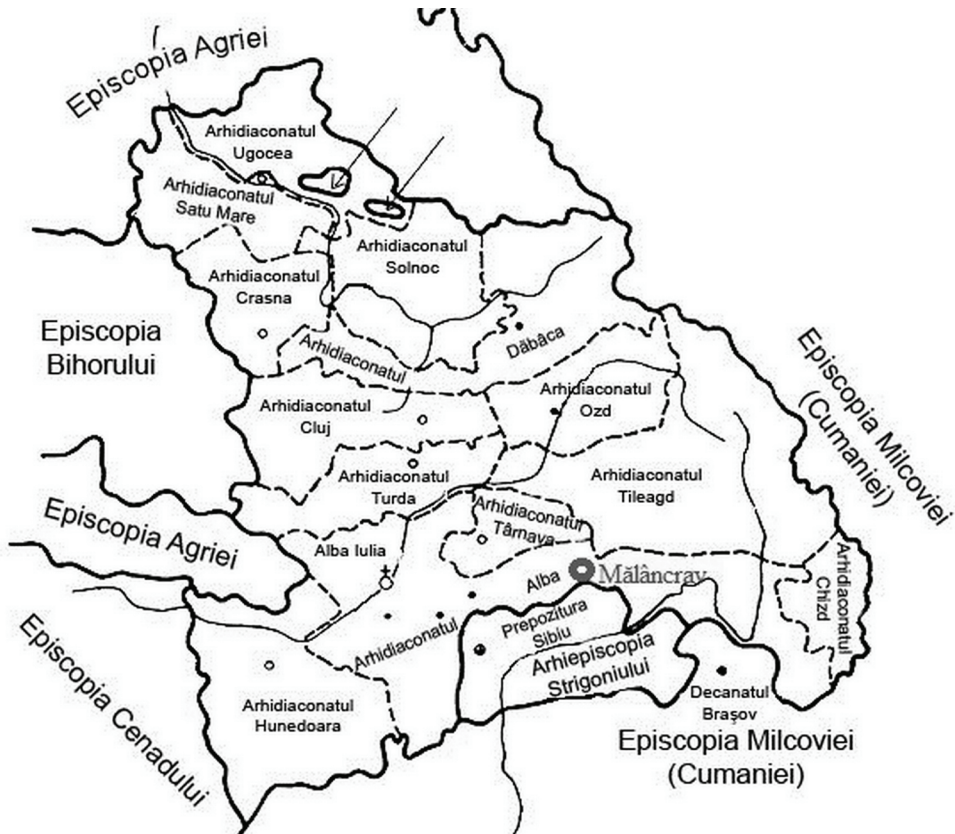 Episcopia Agriei
Arhidiaconatul
Ugocea
Arhidiaconatul
Satu Mare
Arhidiaconatul
Solnoc
Arhidiaconatul
Crasna
Episcopia
Bihorului
Arhidiaconatul
Dăbâca
Episcopia Milcoviei
(Cumaniei)
Arhidiaconatul
Cluj
Arhidiaconatul
Ozd
Arhidiaconatul
Turda
Arhidiaconatul
Tileagd
Episcopia Agriei
Arhidiaconatul
Târnava
Alba Iulia
Arhidiaconatul
Alba
Mălâncrav
Arhidiaconatul
Chizd
Prepozitura
Sibiu
Arhiepiscopia
Strigoniului
Episcopia Cenadului
Arhidiaconatul
Hunedoara
Decanatul
Braşov
Episcopia Milcoviei
(Cumaniei)